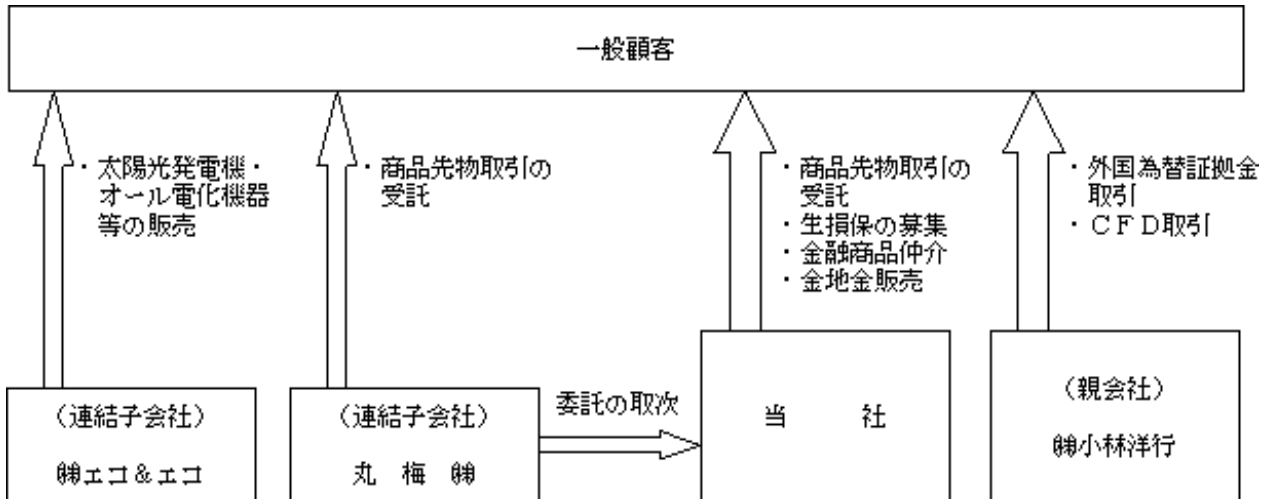 一般顧客
・太陽光発電機・
オール電化機器
等の販売
・商品先物取引の
受託
・商品先物取引の
受託
・生損保の募集
・金融商品仲介
・金地金販売
・外国為替証拠金
取引
・ＣＦＤ取引
（連結子会社）
㈱エコ＆エコ
（連結子会社）
丸 梅 ㈱
委託の取次
当 社
（親会社）
㈱小林洋行